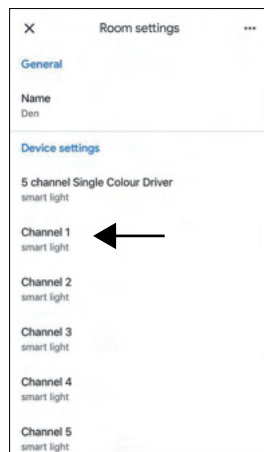 Room settings
General
Name
Den
Device settings
5 channel Single Colour Driver
smart light
Channel 1
smart light
Channel 2
smart light
Channel 3
smart light
Channel 4
smart light
Channel 5
smart light